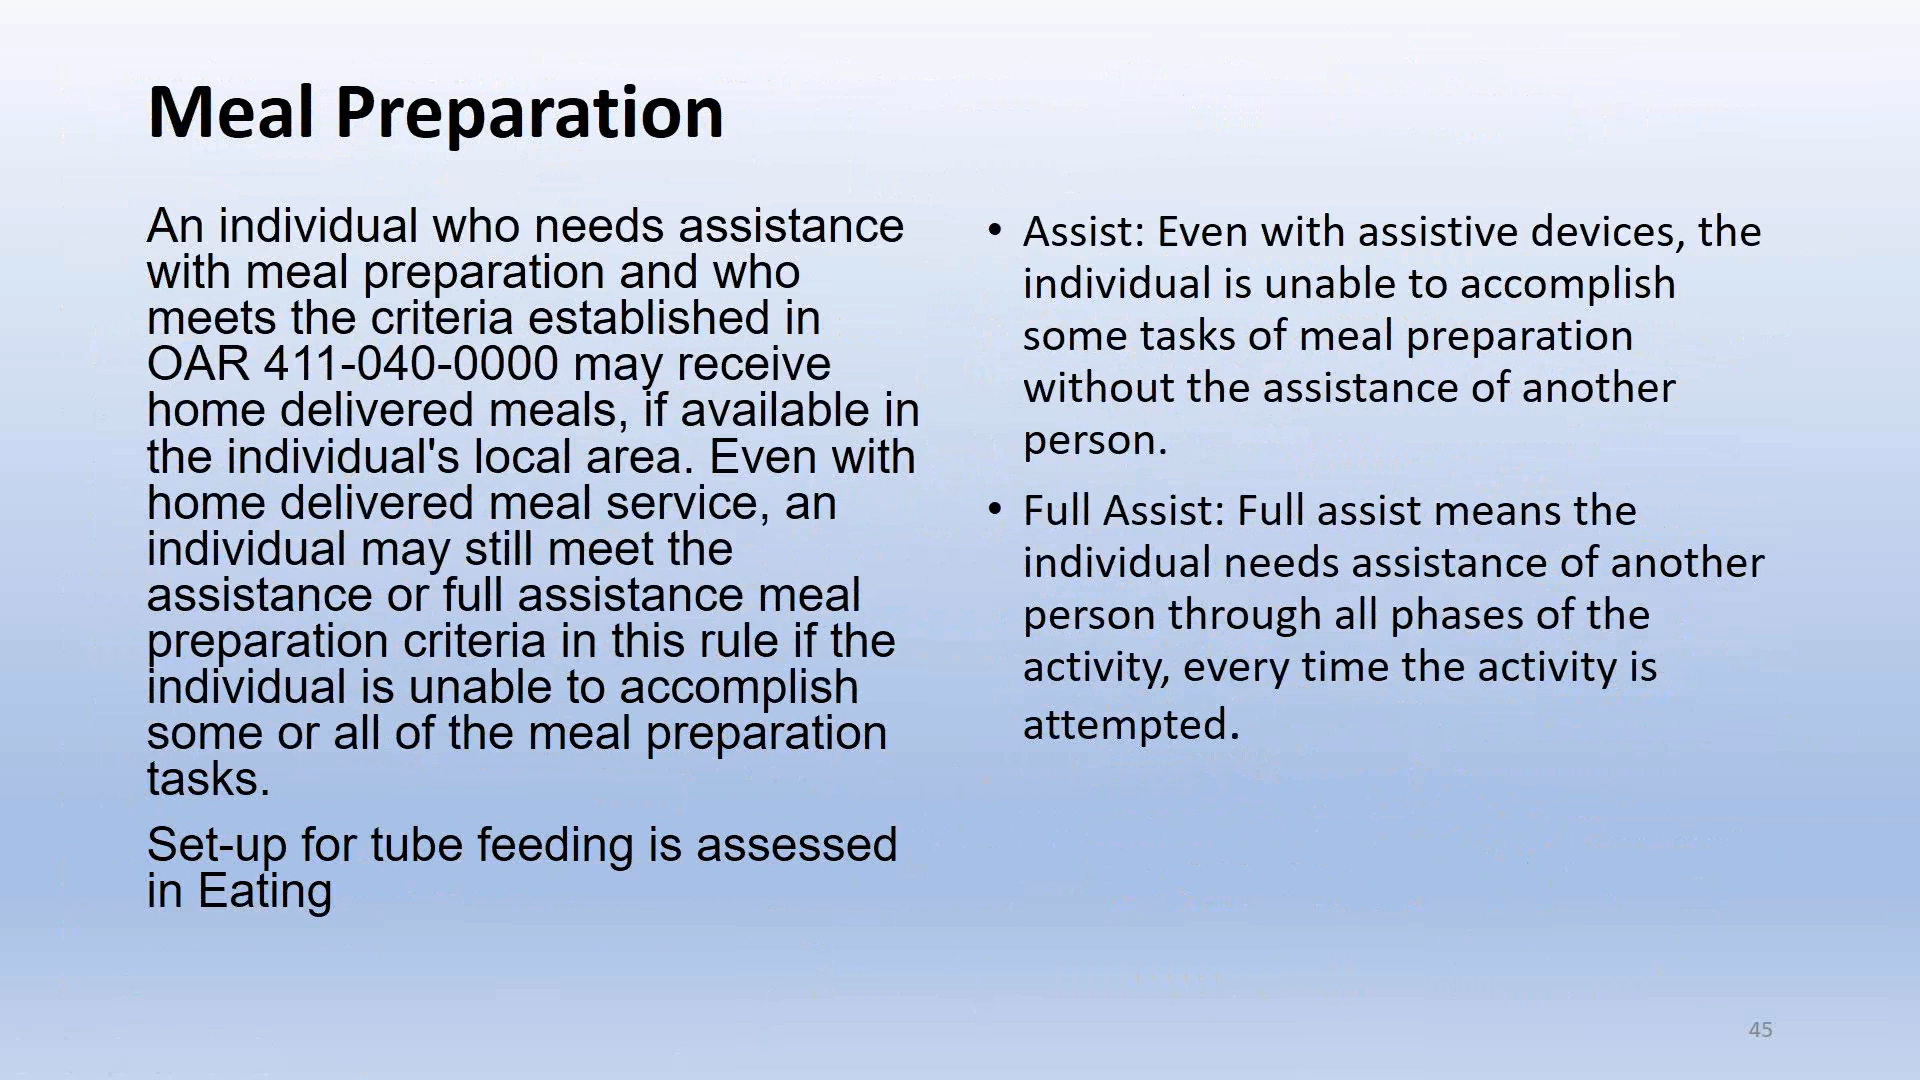 Meal Preparation
An individual who needs assistance
with meal preparation and who
meets the criteria established in
OAR 411-040-0000 may receive
home delivered meals, if available in
the individual's local area. Even with
home delivered meal service, an
individual may still meet the
assistance or full assistance meal
preparation criteria in this rule if the
individual is unable to accomplish
some or all of the meal preparation
tasks.
Set-up for tube feeding is assessed
in Eating
• Assist: Even with assistive devices, the
individual is unable to accomplish
some tasks of meal preparation
without the assistance of another
person.
• Full Assist: Full assist means the
individual needs assistance of another
person through all phases of the
activity, every time the activity is
attempted.
45